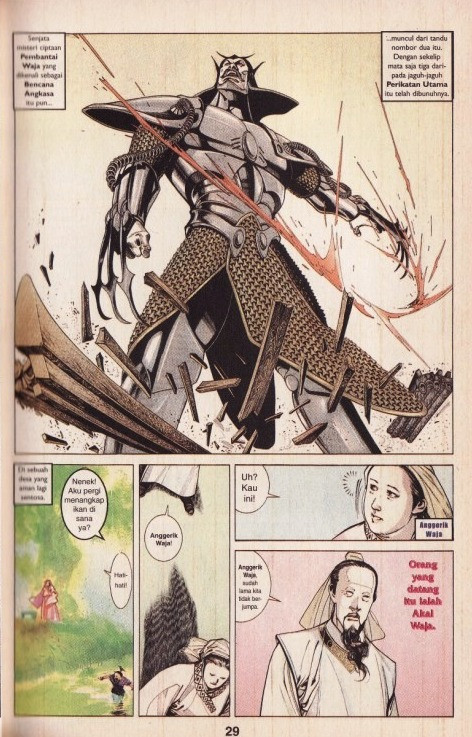 Senjata
misteri ciptaan
Pembantai
Waja yang
dikenali sebagai
Bencana
Angkasa
itu pun...
...muncul dari tandu
nombor dua itu.
Dengan sekelip
mata saja tiga dari-
pada jaguh-jaguh
Perikatan Utama
itu telah dibunuhnya.
Di sebuah
desa yang
aman lagi
sentosa.
Nenek!
Aku pergi
menangkap
ikan di
sana
ya?
Hati-
hati!
Anggerik
Waja!
Uh?
Kau
ini!
Anggerik
Waja
Anggerik
Waja,
sudah
lama kita
tidak ber-
jumpa.
Orang
yang
datang
itu ialah
Akal
Waja.
29